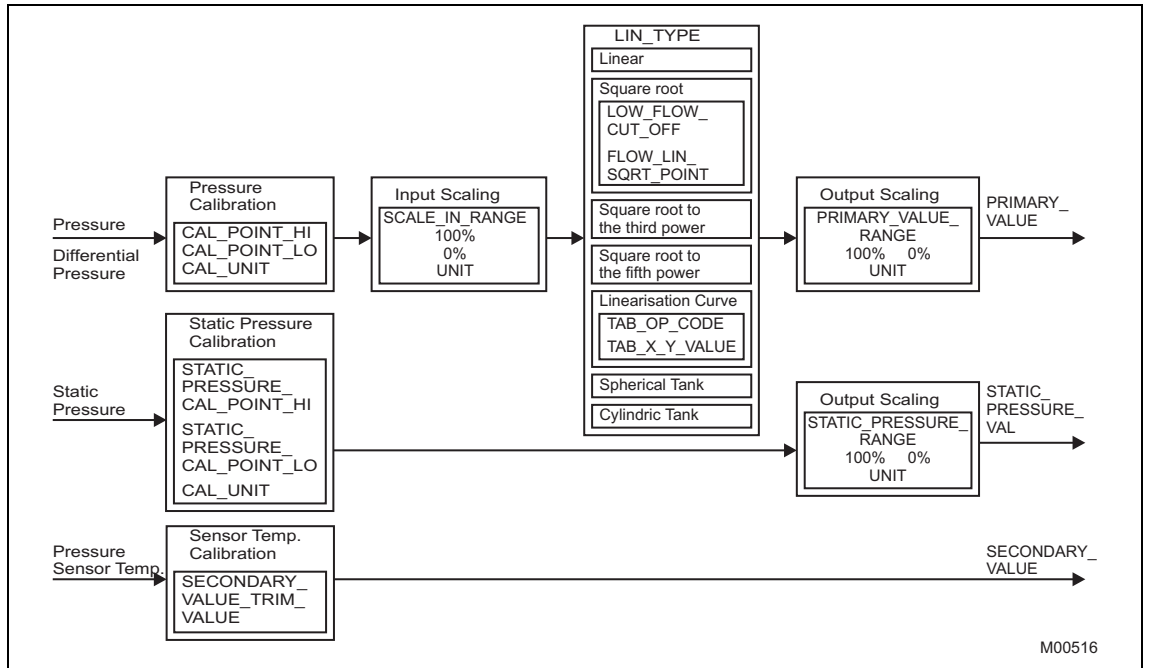 Pressure
Differential
Pressure
Pressure
Calibration
CAL_POINT_HI
CAL_POINT_LO
CAL_UNIT
Input Scaling
SCALE_IN_RANGE
100%
0%
UNIT
LIN_TYPE
Linear
Square root
LOW_FLOW_
CUT_OFF
FLOW_LIN_
SQRT_POINT
Square root to
the third power
Square root to
the fifth power
Linearisation Curve
TAB_OP_CODE
TAB_X_Y_VALUE
Spherical Tank
Cylindric Tank
Output Scaling
PRIMARY_VALUE_
RANGE
100% 0%
UNIT
PRIMARY_
VALUE
Static
Pressure
Static Pressure
Calibration
STATIC_
PRESSURE_
CAL_POINT_HI
STATIC_
PRESSURE_
CAL_POINT_LO
CAL_UNIT
Output Scaling
STATIC_PRESSURE_
RANGE
100% 0%
UNIT
STATIC_
PRESSURE_
VAL
Pressure
Sensor Temp.
Sensor Temp.
Calibration
SECONDARY_
VALUE_TRIM_
VALUE
SECONDARY_
VALUE
M00516